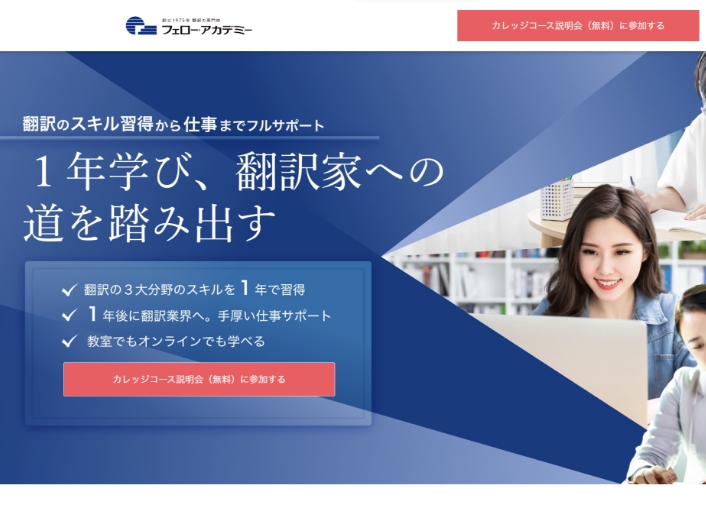 創立1975年 翻訳の専門校
フェロー・アカデミー
カレッジコース説明会（無料）に参加する
翻訳のスキル習得から仕事までフルサポート
１年学び、翻訳家への
道を踏み出す
翻訳の３大分野のスキルを１年で習得
１年後に翻訳業界へ。手厚い仕事サポート
教室でもオンラインでも学べる
カレッジコース説明会（無料）に参加する